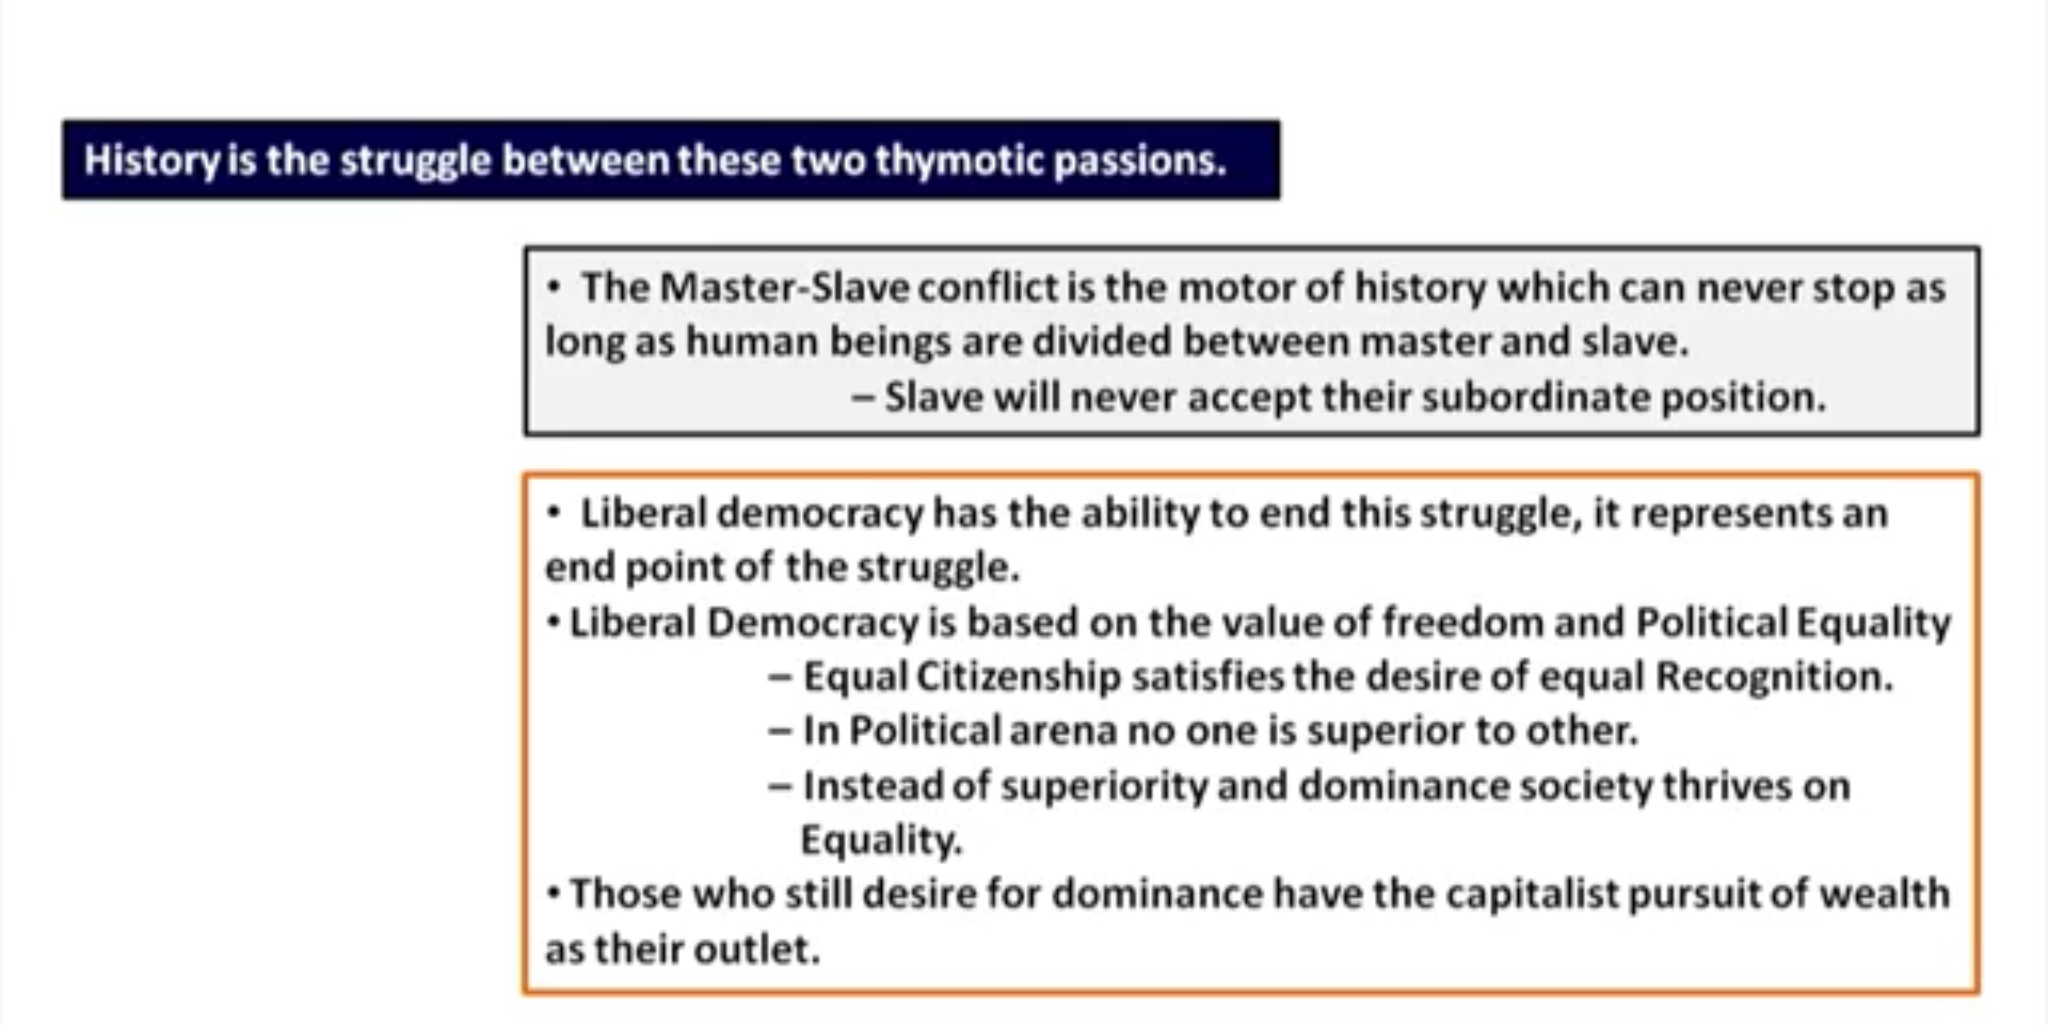 History is the struggle between these two thymotic passions.
• The Master-Slave conflict is the motor of history which can never stop as
long as human beings are divided between master and slave.
– Slave will never accept their subordinate position.
• Liberal democracy has the ability to end this struggle, it represents an
end point of the struggle.
• Liberal Democracy is based on the value of freedom and Political Equality
– Equal Citizenship satisfies the desire of equal Recognition.
– In Political arena no one is superior to other.
– Instead of superiority and dominance society thrives on
Equality.
• Those who still desire for dominance have the capitalist pursuit of wealth
as their outlet.